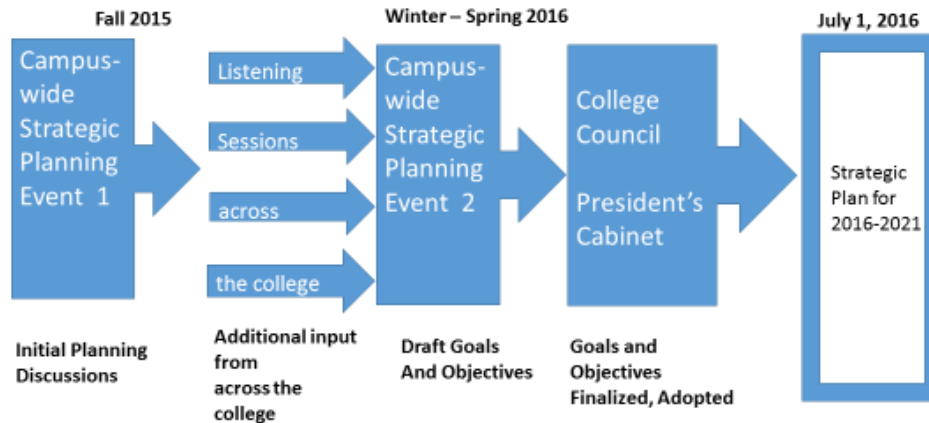 Fall 2015
Winter – Spring 2016
July 1, 2016
Campus-
wide
Strategic
Planning
Event 1
Listening
Sessions
across
the college
Campus-
wide
Strategic
Planning
Event 2
College
Council
President's
Cabinet
Strategic
Plan for
2016-2021
Initial Planning
Discussions
Additional input
from
across the
college
Draft Goals
And Objectives
Goals and
Objectives
Finalized, Adopted